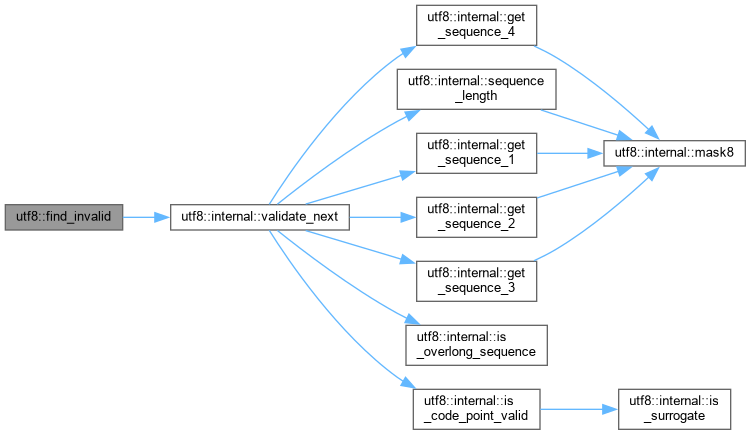 utf8::find_invalid
utf8::internal::validate_next
utf8::internal::get
_sequence_4
utf8::internal::sequence
_length
utf8::internal::get
_sequence_1
utf8::internal::get
_sequence_2
utf8::internal::get
_sequence_3
utf8::internal::is
_overlong_sequence
utf8::internal::is
_code_point_valid
utf8::internal::mask8
utf8::internal::is
_surrogate